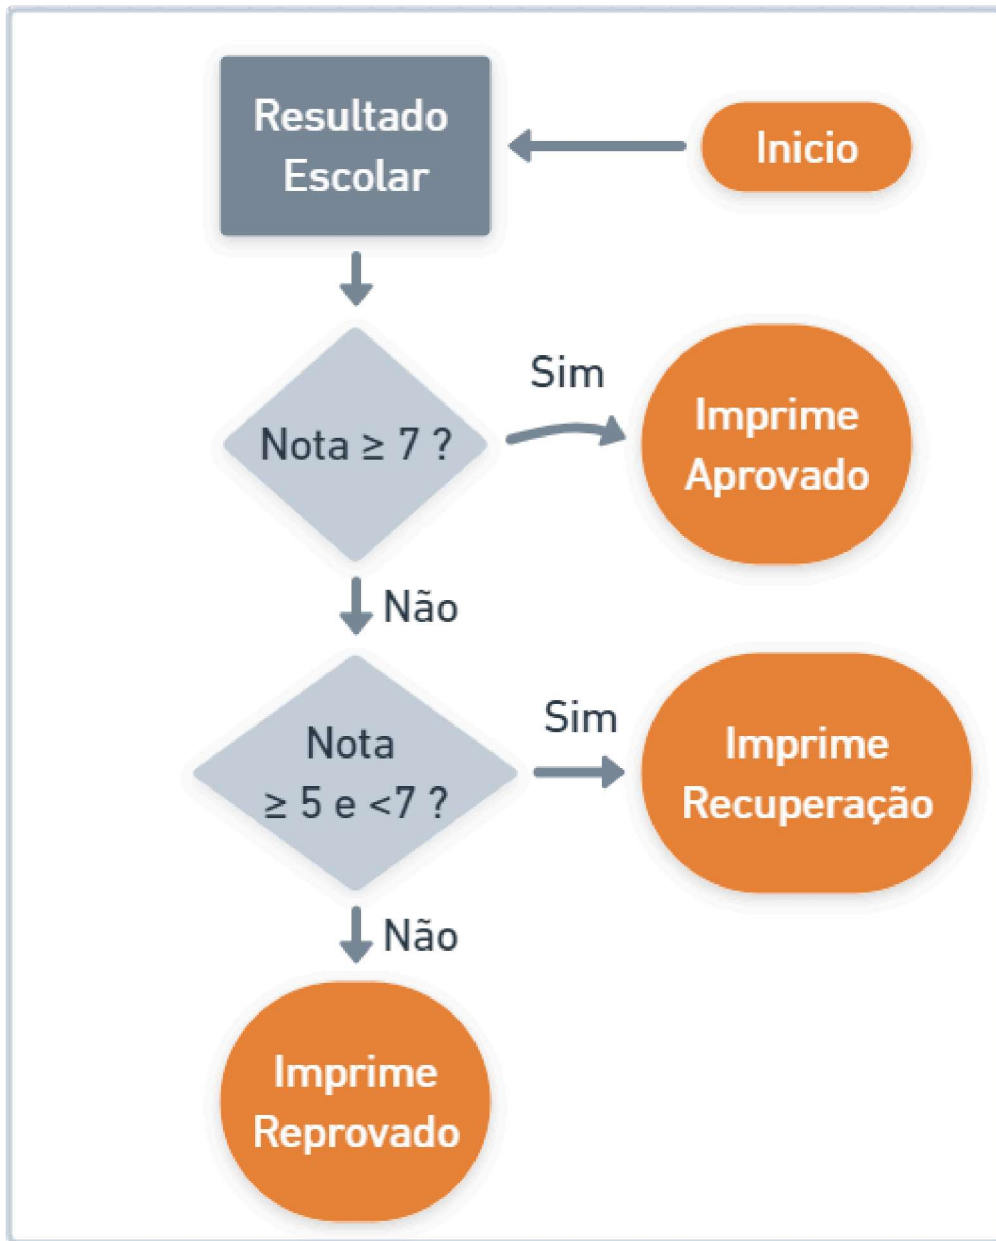 Resultado
Escolar
Inicio
Nota ≥ 7 ?
Sim
Imprime
Aprovado
Não
Nota
≥ 5 e <7 ?
Sim
Imprime
Recuperação
Não
Imprime
Reprovado